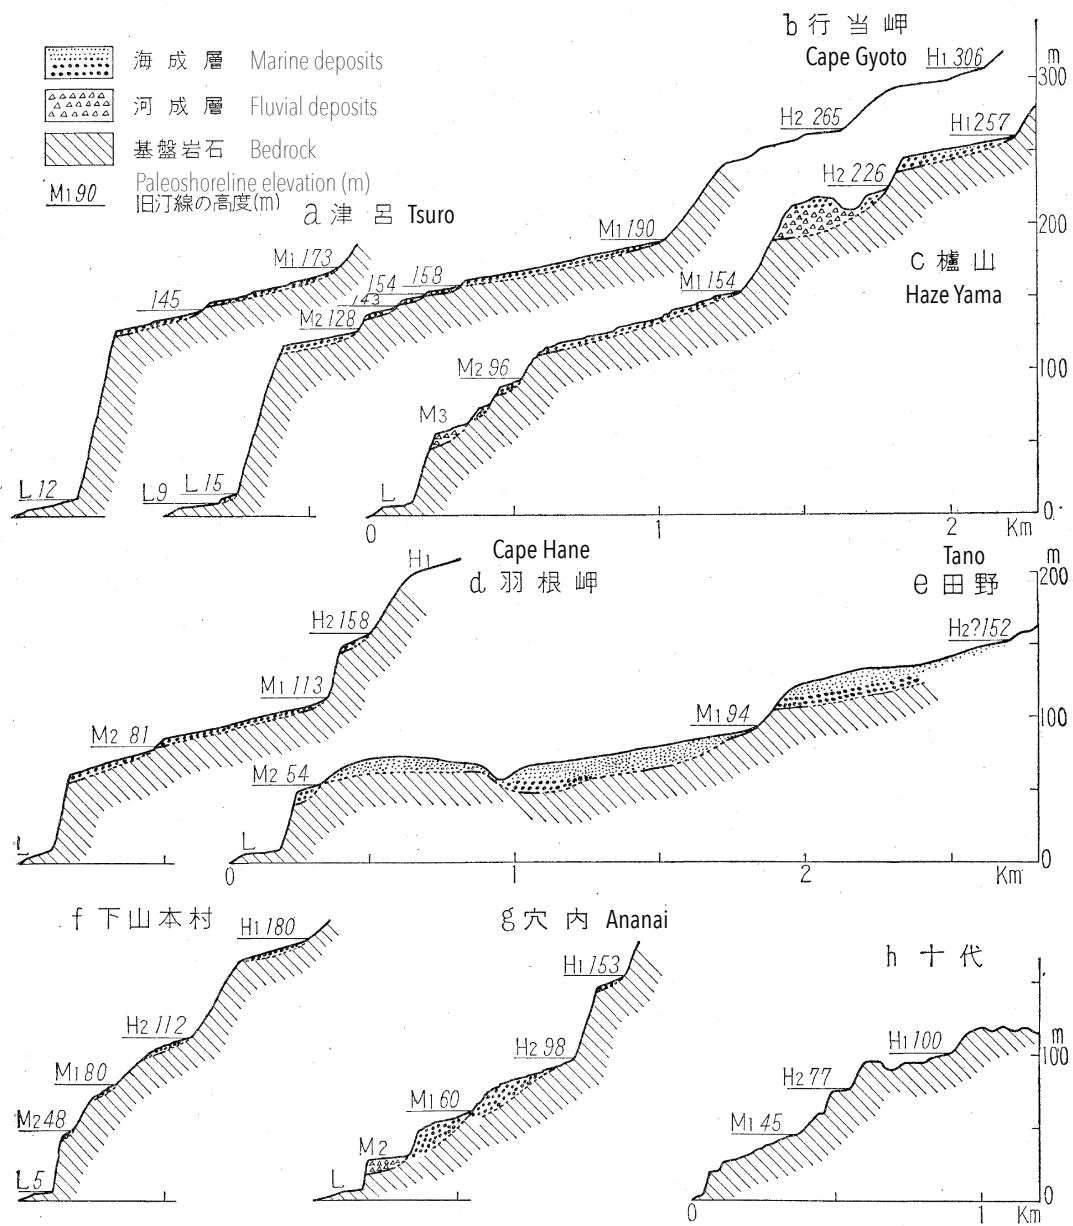 b 行当岬
Cape Gyoto
海成層 Marine deposits
河成層 Fluvial deposits
基盤岩石 Bedrock
M1 90
Paleoshoreline elevation (m)
旧汀線の高度(m)
a 津呂 Tsuro
M1 173
145
L 12
H1 306
H2 265
M1 190
158
154
143
M2 128
L 15
L9
c 櫨山
Haze Yama
H1 257
H2 226
M1 154
M2 96
M3
L
m
300
200
100
0
0
1
2
Km
Cape Hane
d 羽根岬
H1
H2 158
M1 113
M2 81
L
Tano
e 田野
H2? 152
M1 94
M2 54
L
m
200
100
0
0
1
2
Km
f 下山本村
H1 180
H2 112
M1 80
M2 48
L5
g 穴内 Ananai
H1 153
H2 98
M1 60
M2
L
h 十代
H1 100
H2 77
M1 45
m
100
0
0
1
Km